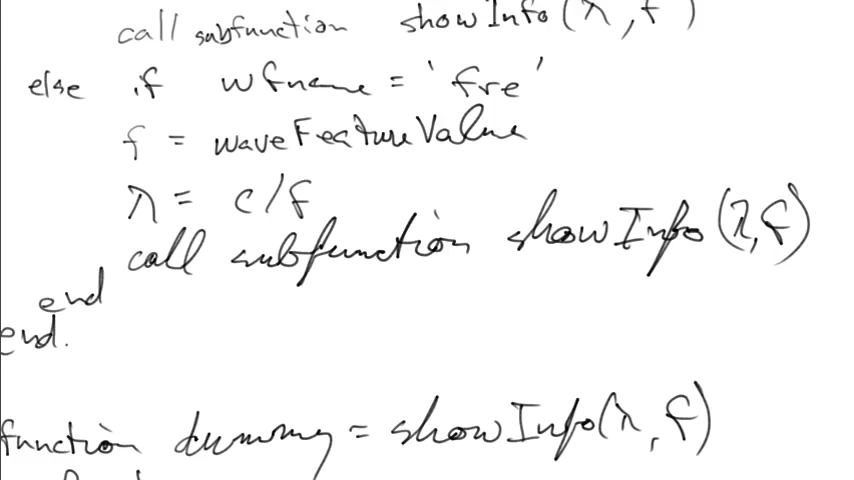 call subfunction showInfo(λ, f)
else if wfname = 'fre'
f = waveFeatureValue
λ = c/f
call subfunction showInfo(λ, f)
end
end.
function dummy = showInfo(λ, f)